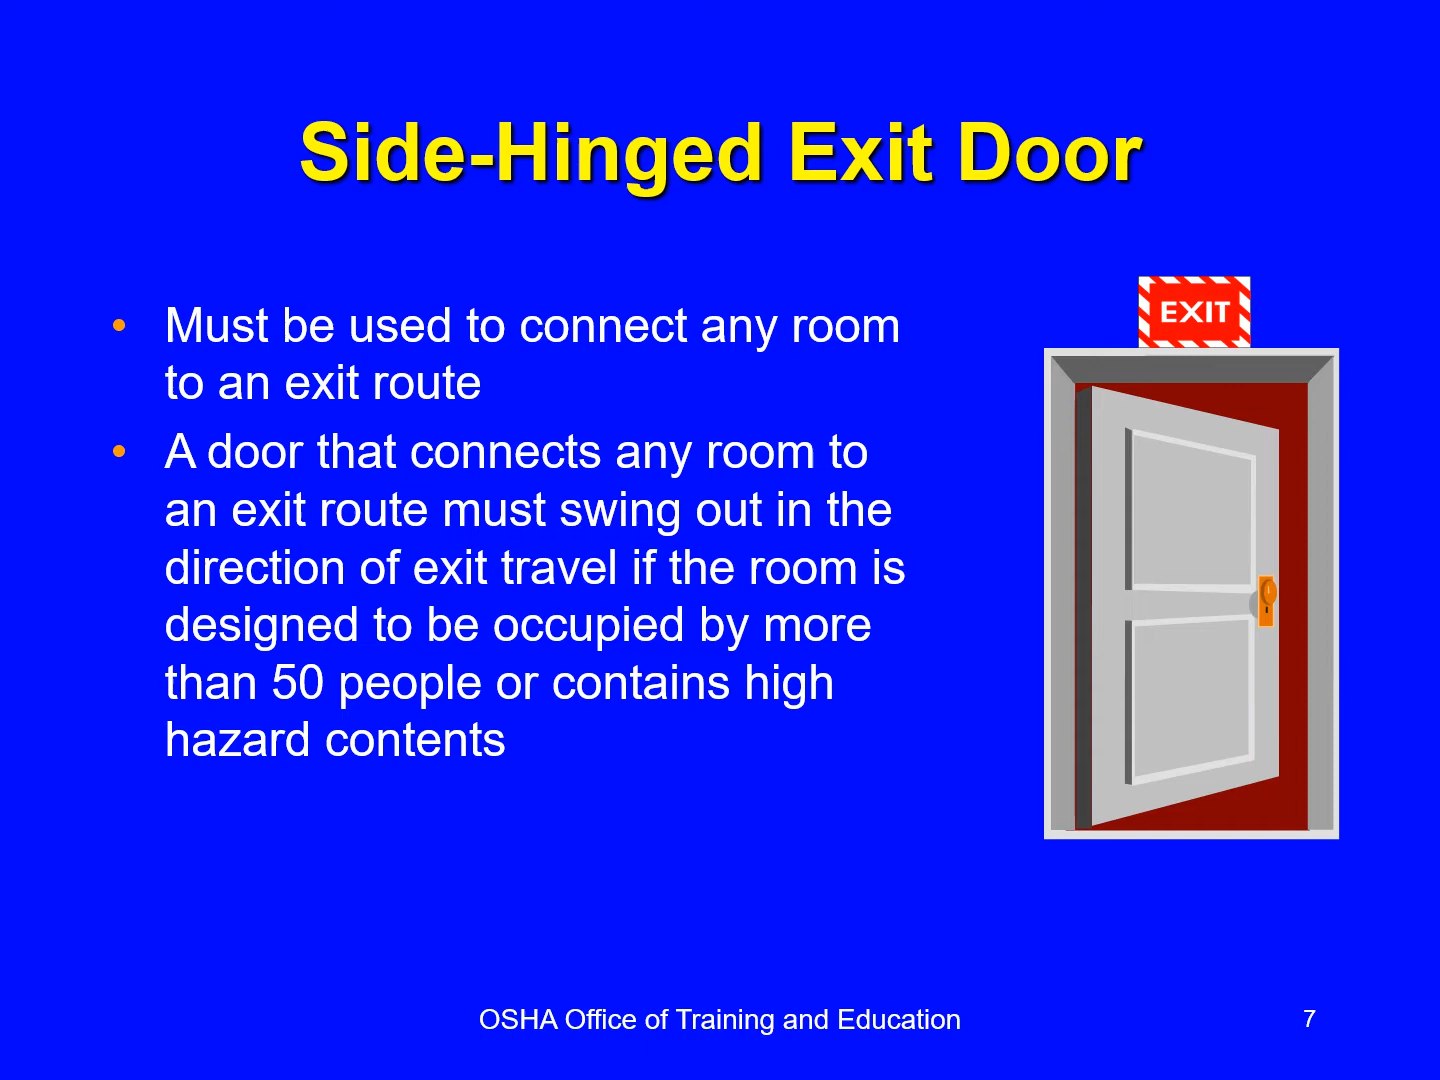 Side-Hinged Exit Door
• Must be used to connect any room
to an exit route
• A door that connects any room to
an exit route must swing out in the
direction of exit travel if the room is
designed to be occupied by more
than 50 people or contains high
hazard contents
EXIT
OSHA Office of Training and Education
7